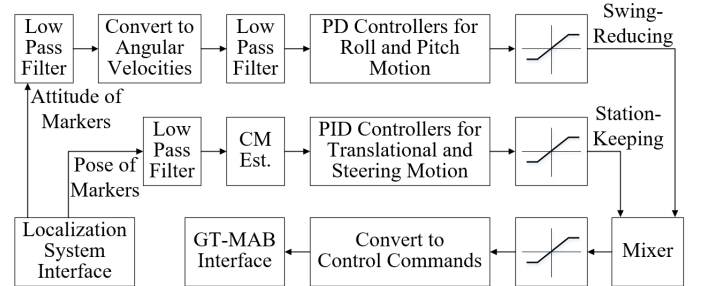 Low
Pass
Filter
Convert to
Angular
Velocities
Low
Pass
Filter
PD Controllers for
Roll and Pitch
Motion
Swing-
Reducing
Attitude of
Markers
Pose of
Markers
Low
Pass
Filter
CM
Est.
PID Controllers for
Translational and
Steering Motion
Station-
Keeping
Localization
System
Interface
GT-MAB
Interface
Convert to
Control Commands
Mixer